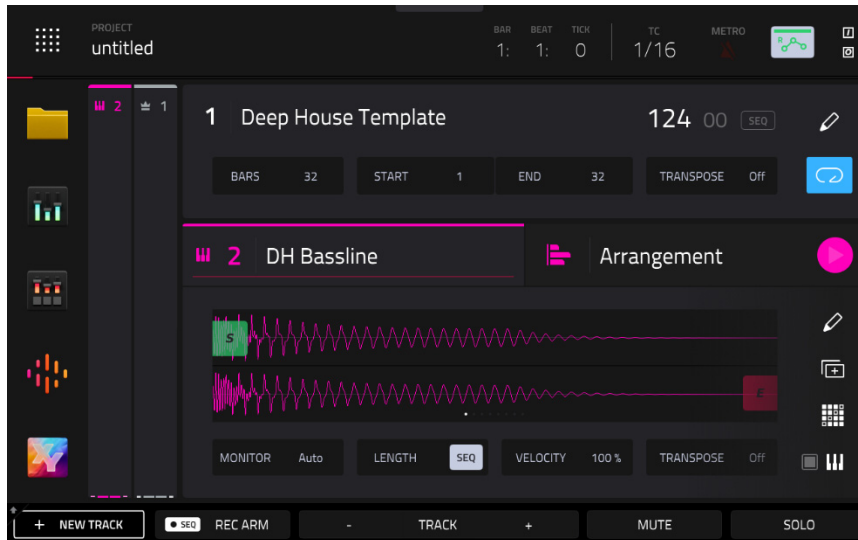 PROJECT
untitled
BAR BEAT TICK
1: 1: 0
TC
1/16
METRO
R
I
O
2
1
1 Deep House Template
124 00 SEQ
BARS 32 START 1 END 32 TRANSPOSE Off
2 DH Bassline
Arrangement
S
E
MONITOR Auto LENGTH SEQ VELOCITY 100 % TRANSPOSE Off
+ NEW TRACK SEQ REC ARM - TRACK + MUTE SOLO